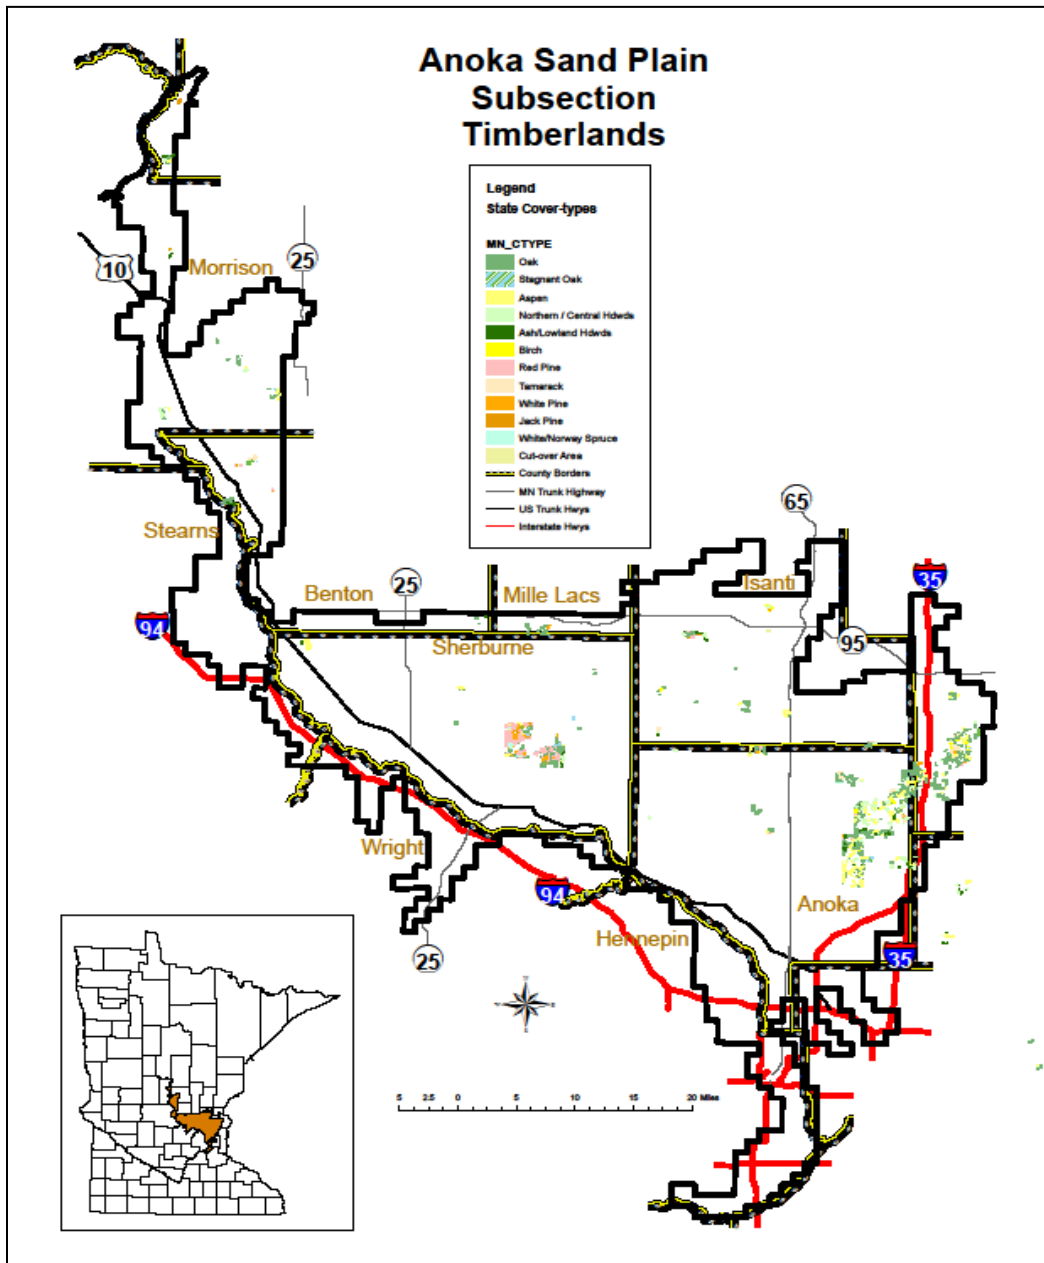 Anoka Sand Plain
Subsection
Timberlands
Legend
State Cover-types
MN_CTYPE
Oak
Stagnant Oak
Aspen
Northern / Central Hdwds
Ash/Lowland Hdwds
Birch
Red Pine
Tamarack
White Pine
Jack Pine
White/Norway Spruce
Cut-over Area
County Borders
MN Trunk Highway
US Trunk Hwys
Interstate Hwys
10
Morrison
25
Stearns
65
Benton
25
Mille Lacs
Isanti
35
94
Sherburne
95
Wright
94
Anoka
Hennepin
25
35
5 2.5 0 5 10 15 20 Miles